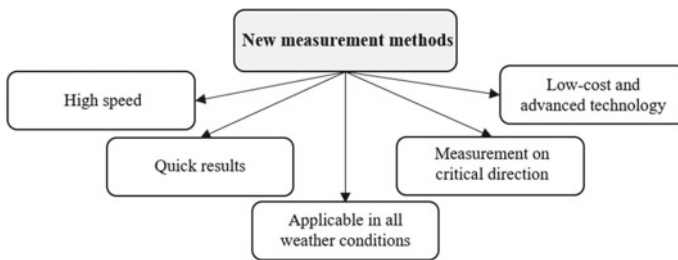 New measurement methods
High speed
Low-cost and
advanced technology
Quick results
Measurement on
critical direction
Applicable in all
weather conditions